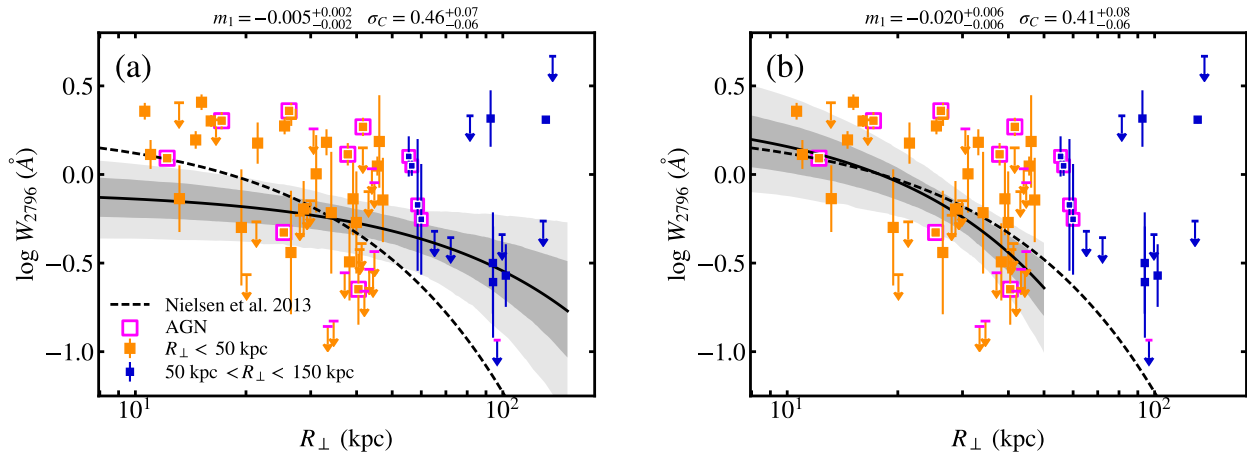 m₁ = −0.005⁺⁰·⁰⁰²₋₀.₀₀₂ σ_C = 0.46⁺⁰·⁰⁷₋₀.₀₆
m₁ = −0.020⁺⁰·⁰⁰⁶₋₀.₀₀₆ σ_C = 0.41⁺⁰·⁰⁸₋₀.₀₆
(a)
log W₂₇₉₆ (Å)
0.5
0.0
−0.5
−1.0
Nielsen et al. 2013
AGN
R⊥ < 50 kpc
50 kpc < R⊥ < 150 kpc
10¹
10²
R⊥ (kpc)
(b)
log W₂₇₉₆ (Å)
0.5
0.0
−0.5
−1.0
10¹
10²
R⊥ (kpc)